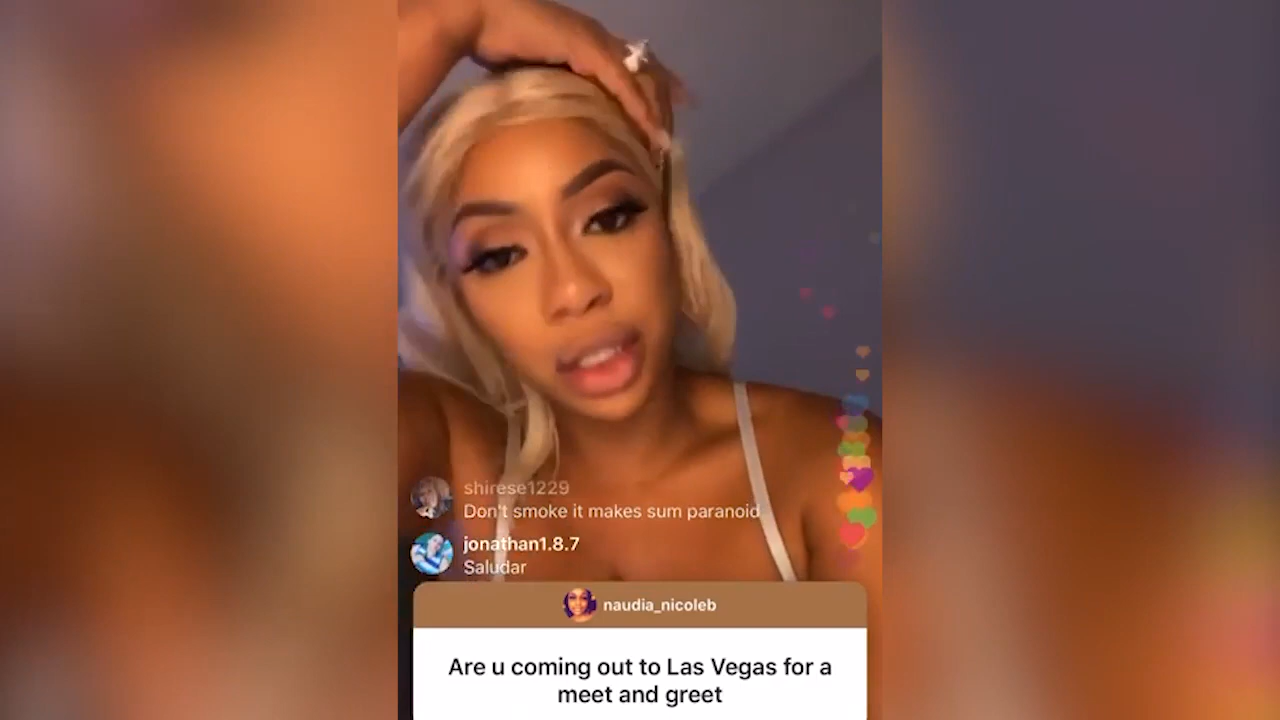 shirese1229
Don't smoke it makes sum paranoid
jonathan1.8.7
Saludar
naudia_nicoleb
Are u coming out to Las Vegas for a
meet and greet